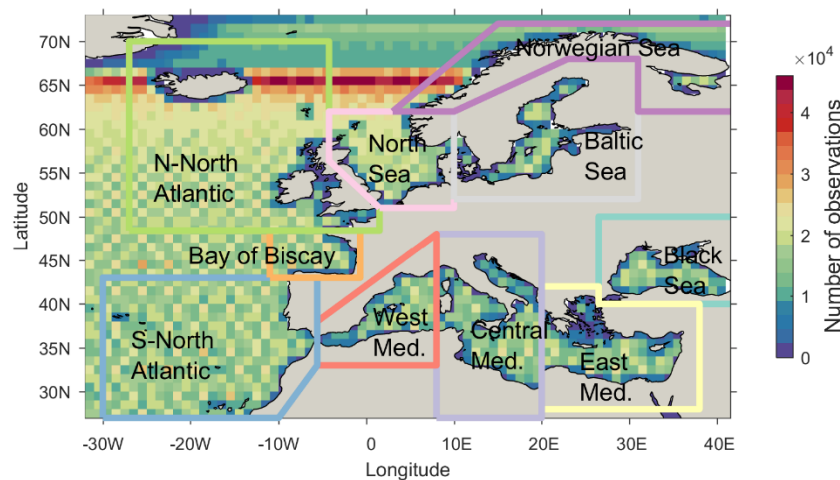 70N
65N
60N
55N
50N
45N
40N
35N
30N
Latitude
-30W
-20W
-10W
0
10E
20E
30E
40E
Longitude
Norwegian Sea
N-North
Atlantic
North
Sea
Baltic
Sea
Bay of Biscay
Black
Sea
S-North
Atlantic
West
Med.
Central
Med.
East
Med.
×10⁴
4
3
2
1
0
Number of observations